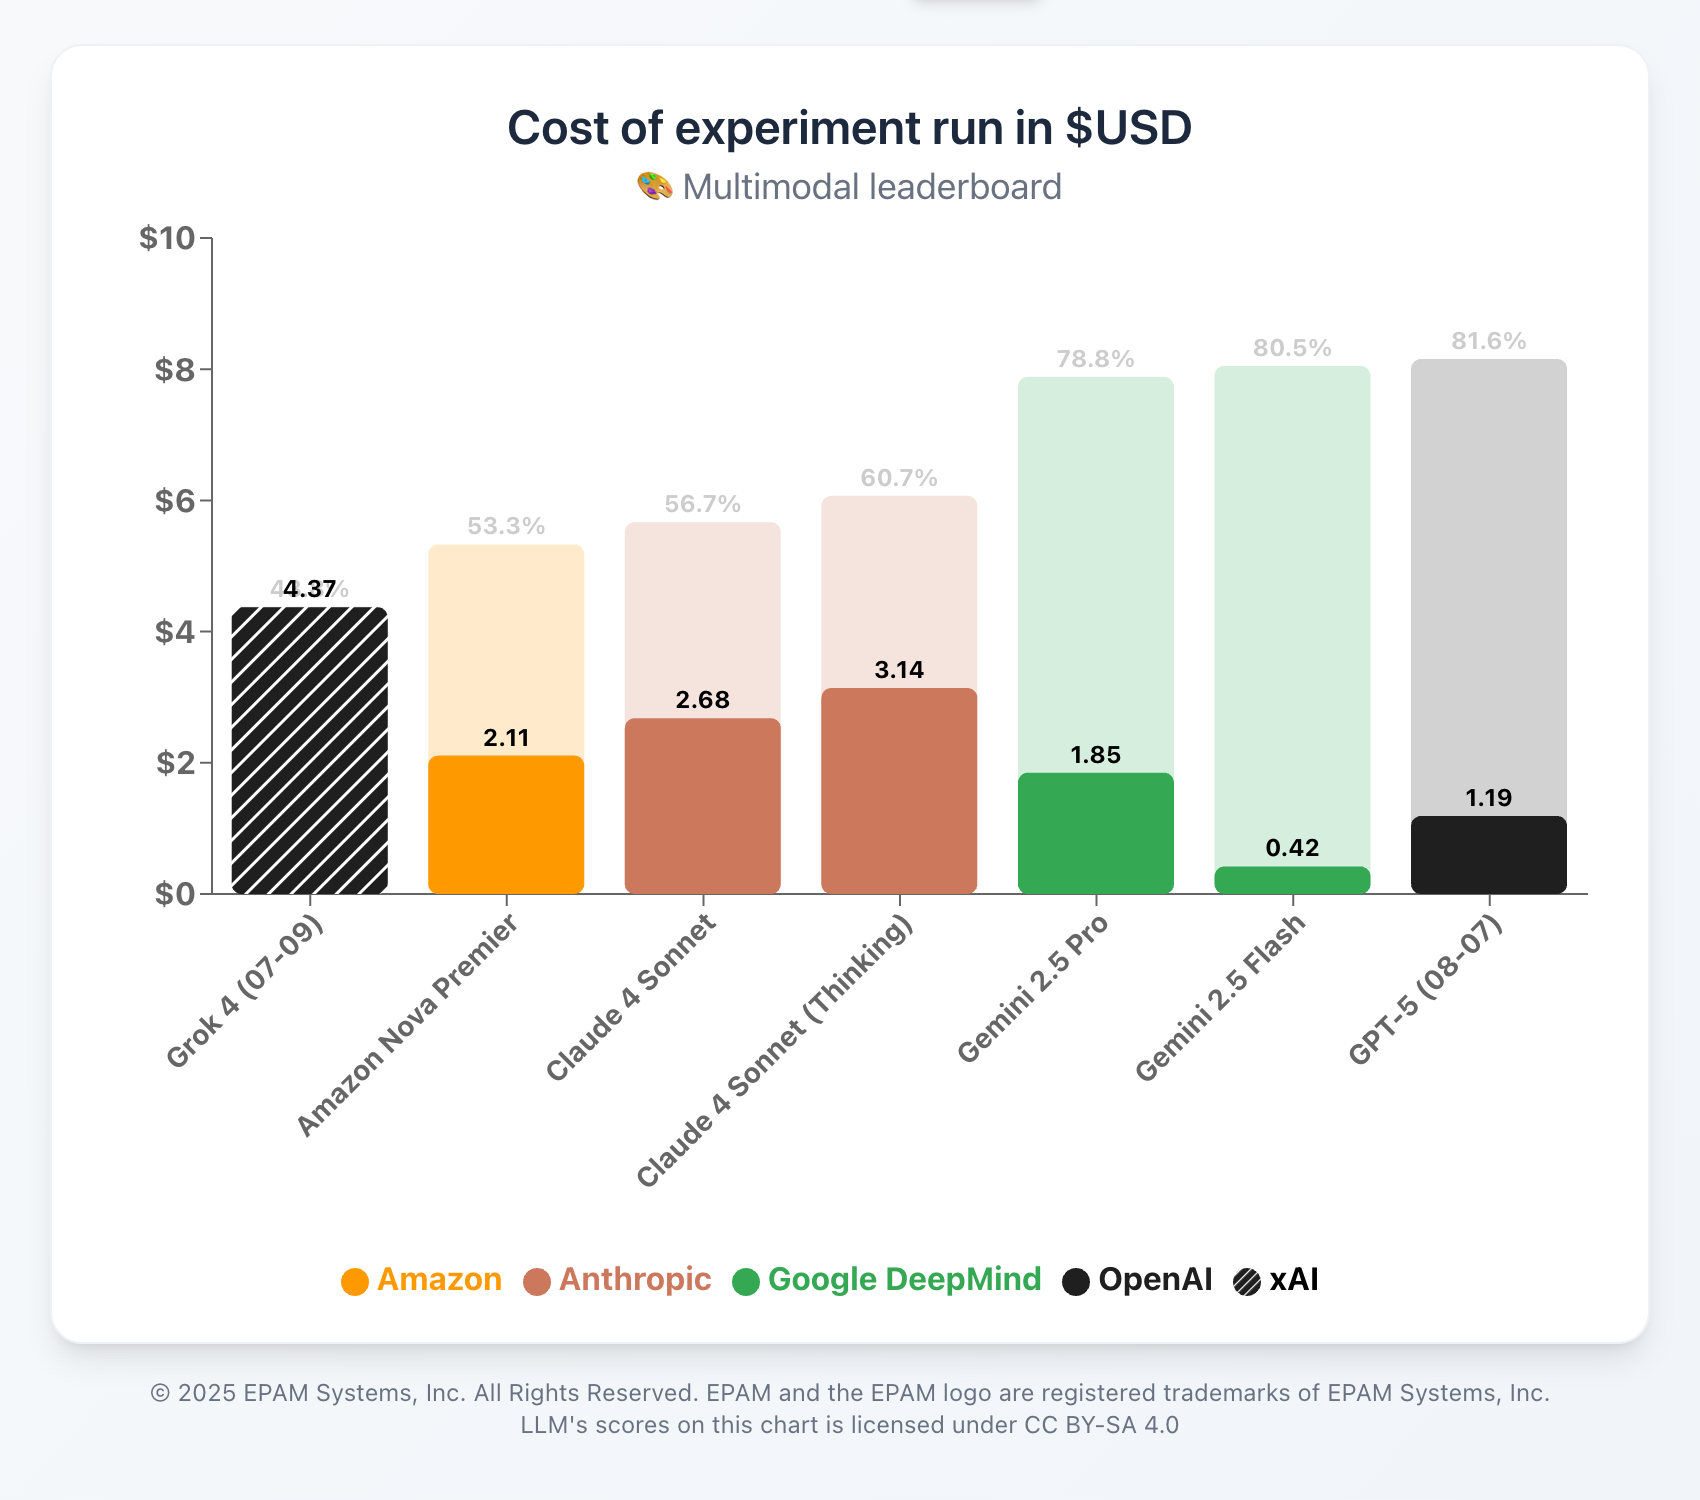 Cost of experiment run in $USD
🎨 Multimodal leaderboard
$10
$8
$6
$4
$2
$0
4.37
53.3%
2.11
56.7%
2.68
60.7%
3.14
78.8%
1.85
80.5%
0.42
81.6%
1.19
Grok 4 (07-09)
Amazon Nova Premier
Claude 4 Sonnet
Claude 4 Sonnet (Thinking)
Gemini 2.5 Pro
Gemini 2.5 Flash
GPT-5 (08-07)
Amazon Anthropic Google DeepMind OpenAI xAI
© 2025 EPAM Systems, Inc. All Rights Reserved. EPAM and the EPAM logo are registered trademarks of EPAM Systems, Inc.
LLM's scores on this chart is licensed under CC BY-SA 4.0